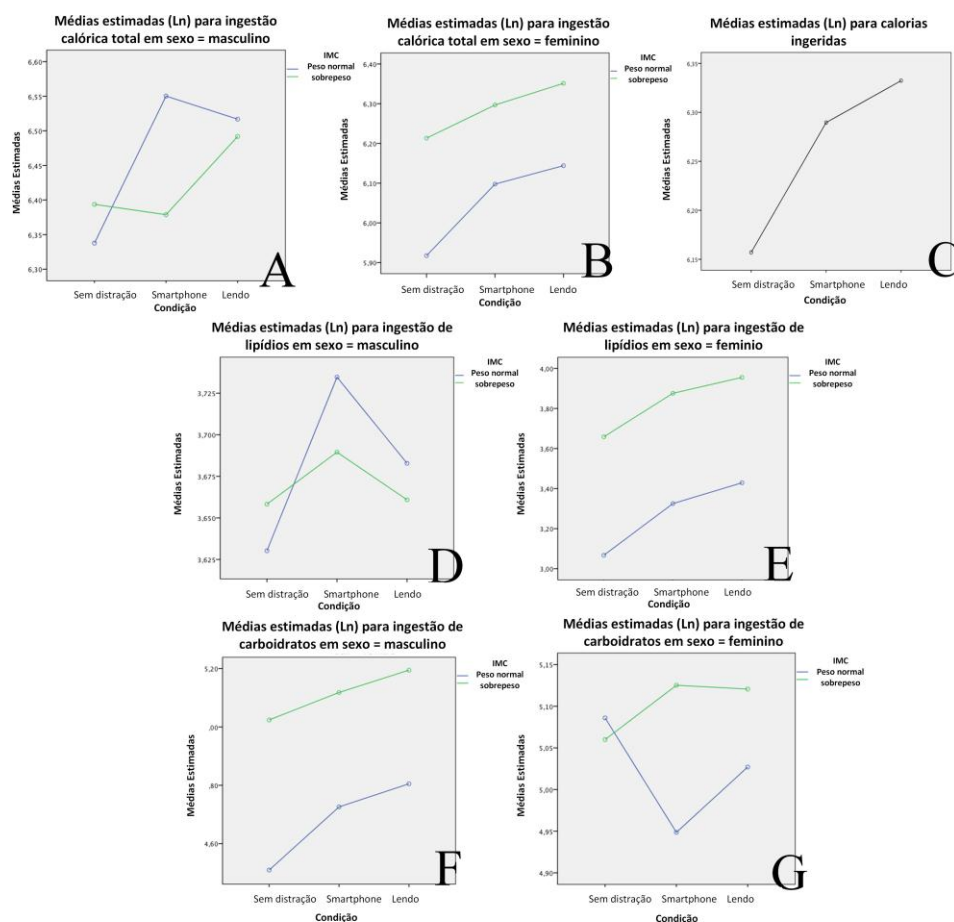 Médias estimadas (Ln) para ingestão
calórica total em sexo = masculino
IMC
Peso normal
sobrepeso
6,60
6,55
6,50
6,45
6,40
6,35
6,30
Médias Estimadas
Sem distração Smartphone Lendo
Condição
A
Médias estimadas (Ln) para ingestão
calórica total em sexo = feminino
IMC
Peso normal
sobrepeso
6,40
6,30
6,20
6,10
6,00
5,90
Médias Estimadas
Sem distração Smartphone Lendo
Condição
B
Médias estimadas (Ln) para calorias
ingeridas
6,35
6,30
6,25
6,20
6,15
Médias Estimadas
Sem distração Smartphone Lendo
Condição
C
Médias estimadas (Ln) para ingestão de
lipídios em sexo = masculino
IMC
Peso normal
sobrepeso
3,725
3,700
3,675
3,650
3,625
Médias Estimadas
Sem distração Smartphone Lendo
Condição
D
Médias estimadas (Ln) para ingestão de
lipídios em sexo = feminio
IMC
Peso normal
sobrepeso
4,00
3,80
3,60
3,40
3,20
3,00
Médias Estimadas
Sem distração Smartphone Lendo
Condição
E
Médias estimadas (Ln) para ingestão de
carboidratos em sexo = masculino
IMC
Peso normal
sobrepeso
5,20
,00
,80
4,60
Médias Estimadas
Sem distração Smartphone Lendo
Condição
F
Médias estimadas (Ln) para ingestão de
carboidratos em sexo = feminino
IMC
Peso normal
sobrepeso
5,15
5,10
5,05
5,00
4,95
4,90
Médias Estimadas
Sem distração Smartphone Lendo
Condição
G